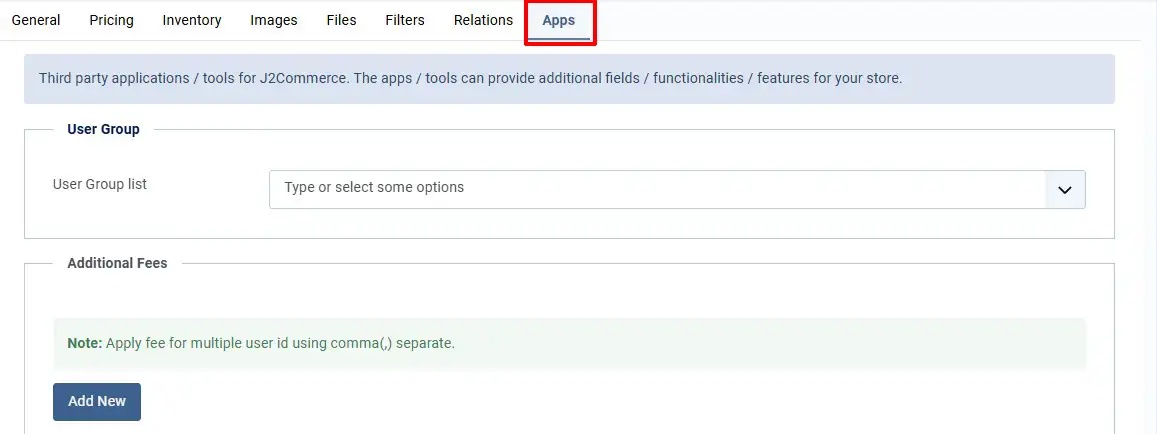 General Pricing Inventory Images Files Filters Relations Apps
Third party applications / tools for J2Commerce. The apps / tools can provide additional fields / functionalities / features for your store.
User Group
User Group list
Type or select some options
Additional Fees
Note: Apply fee for multiple user id using comma(,) separate.
Add New